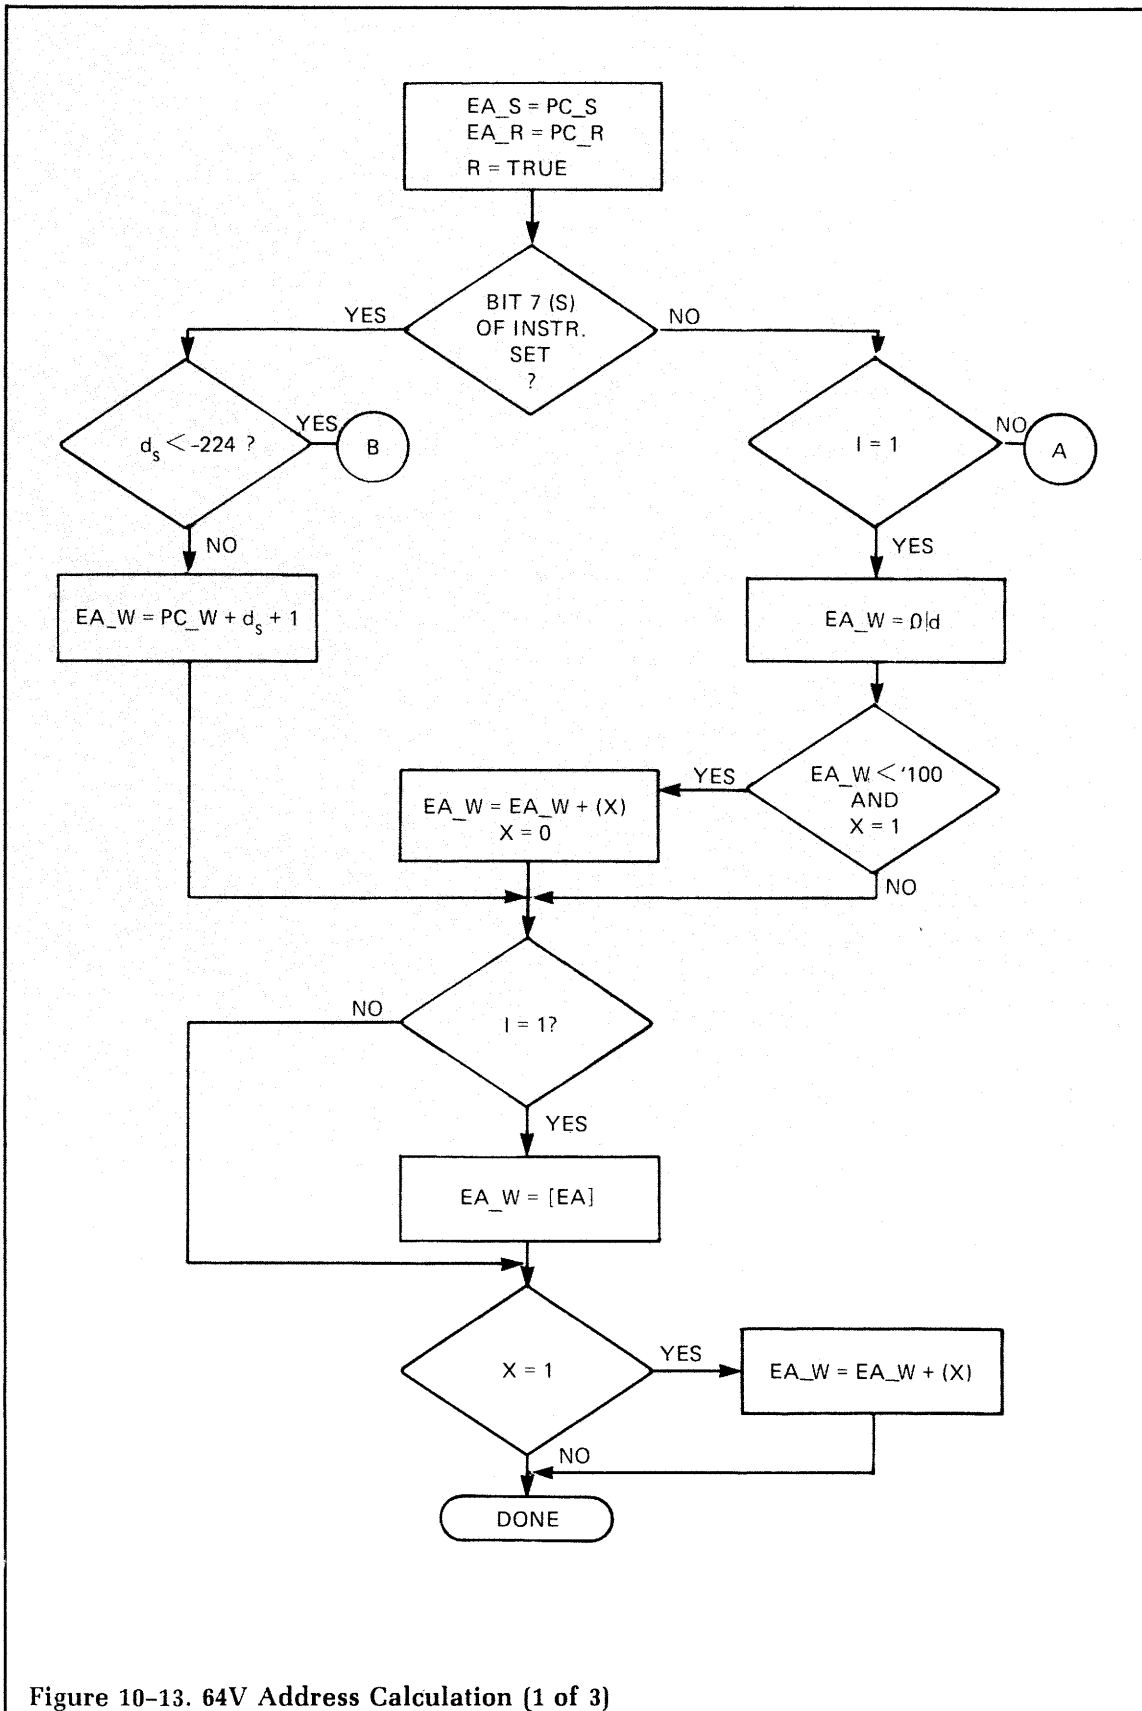 EA_S = PC_S
EA_R = PC_R
R = TRUE
BIT 7 (S)
OF INSTR.
SET
?
YES
NO
d_s < -224 ?
YES
B
I = 1
NO
A
NO
YES
EA_W = PC_W + d_s + 1
EA_W = 0|d
EA_W < '100
AND
X = 1
YES
EA_W = EA_W + (X)
X = 0
NO
I = 1?
NO
YES
EA_W = [EA]
X = 1
YES
EA_W = EA_W + (X)
NO
DONE
Figure 10-13. 64V Address Calculation (1 of 3)